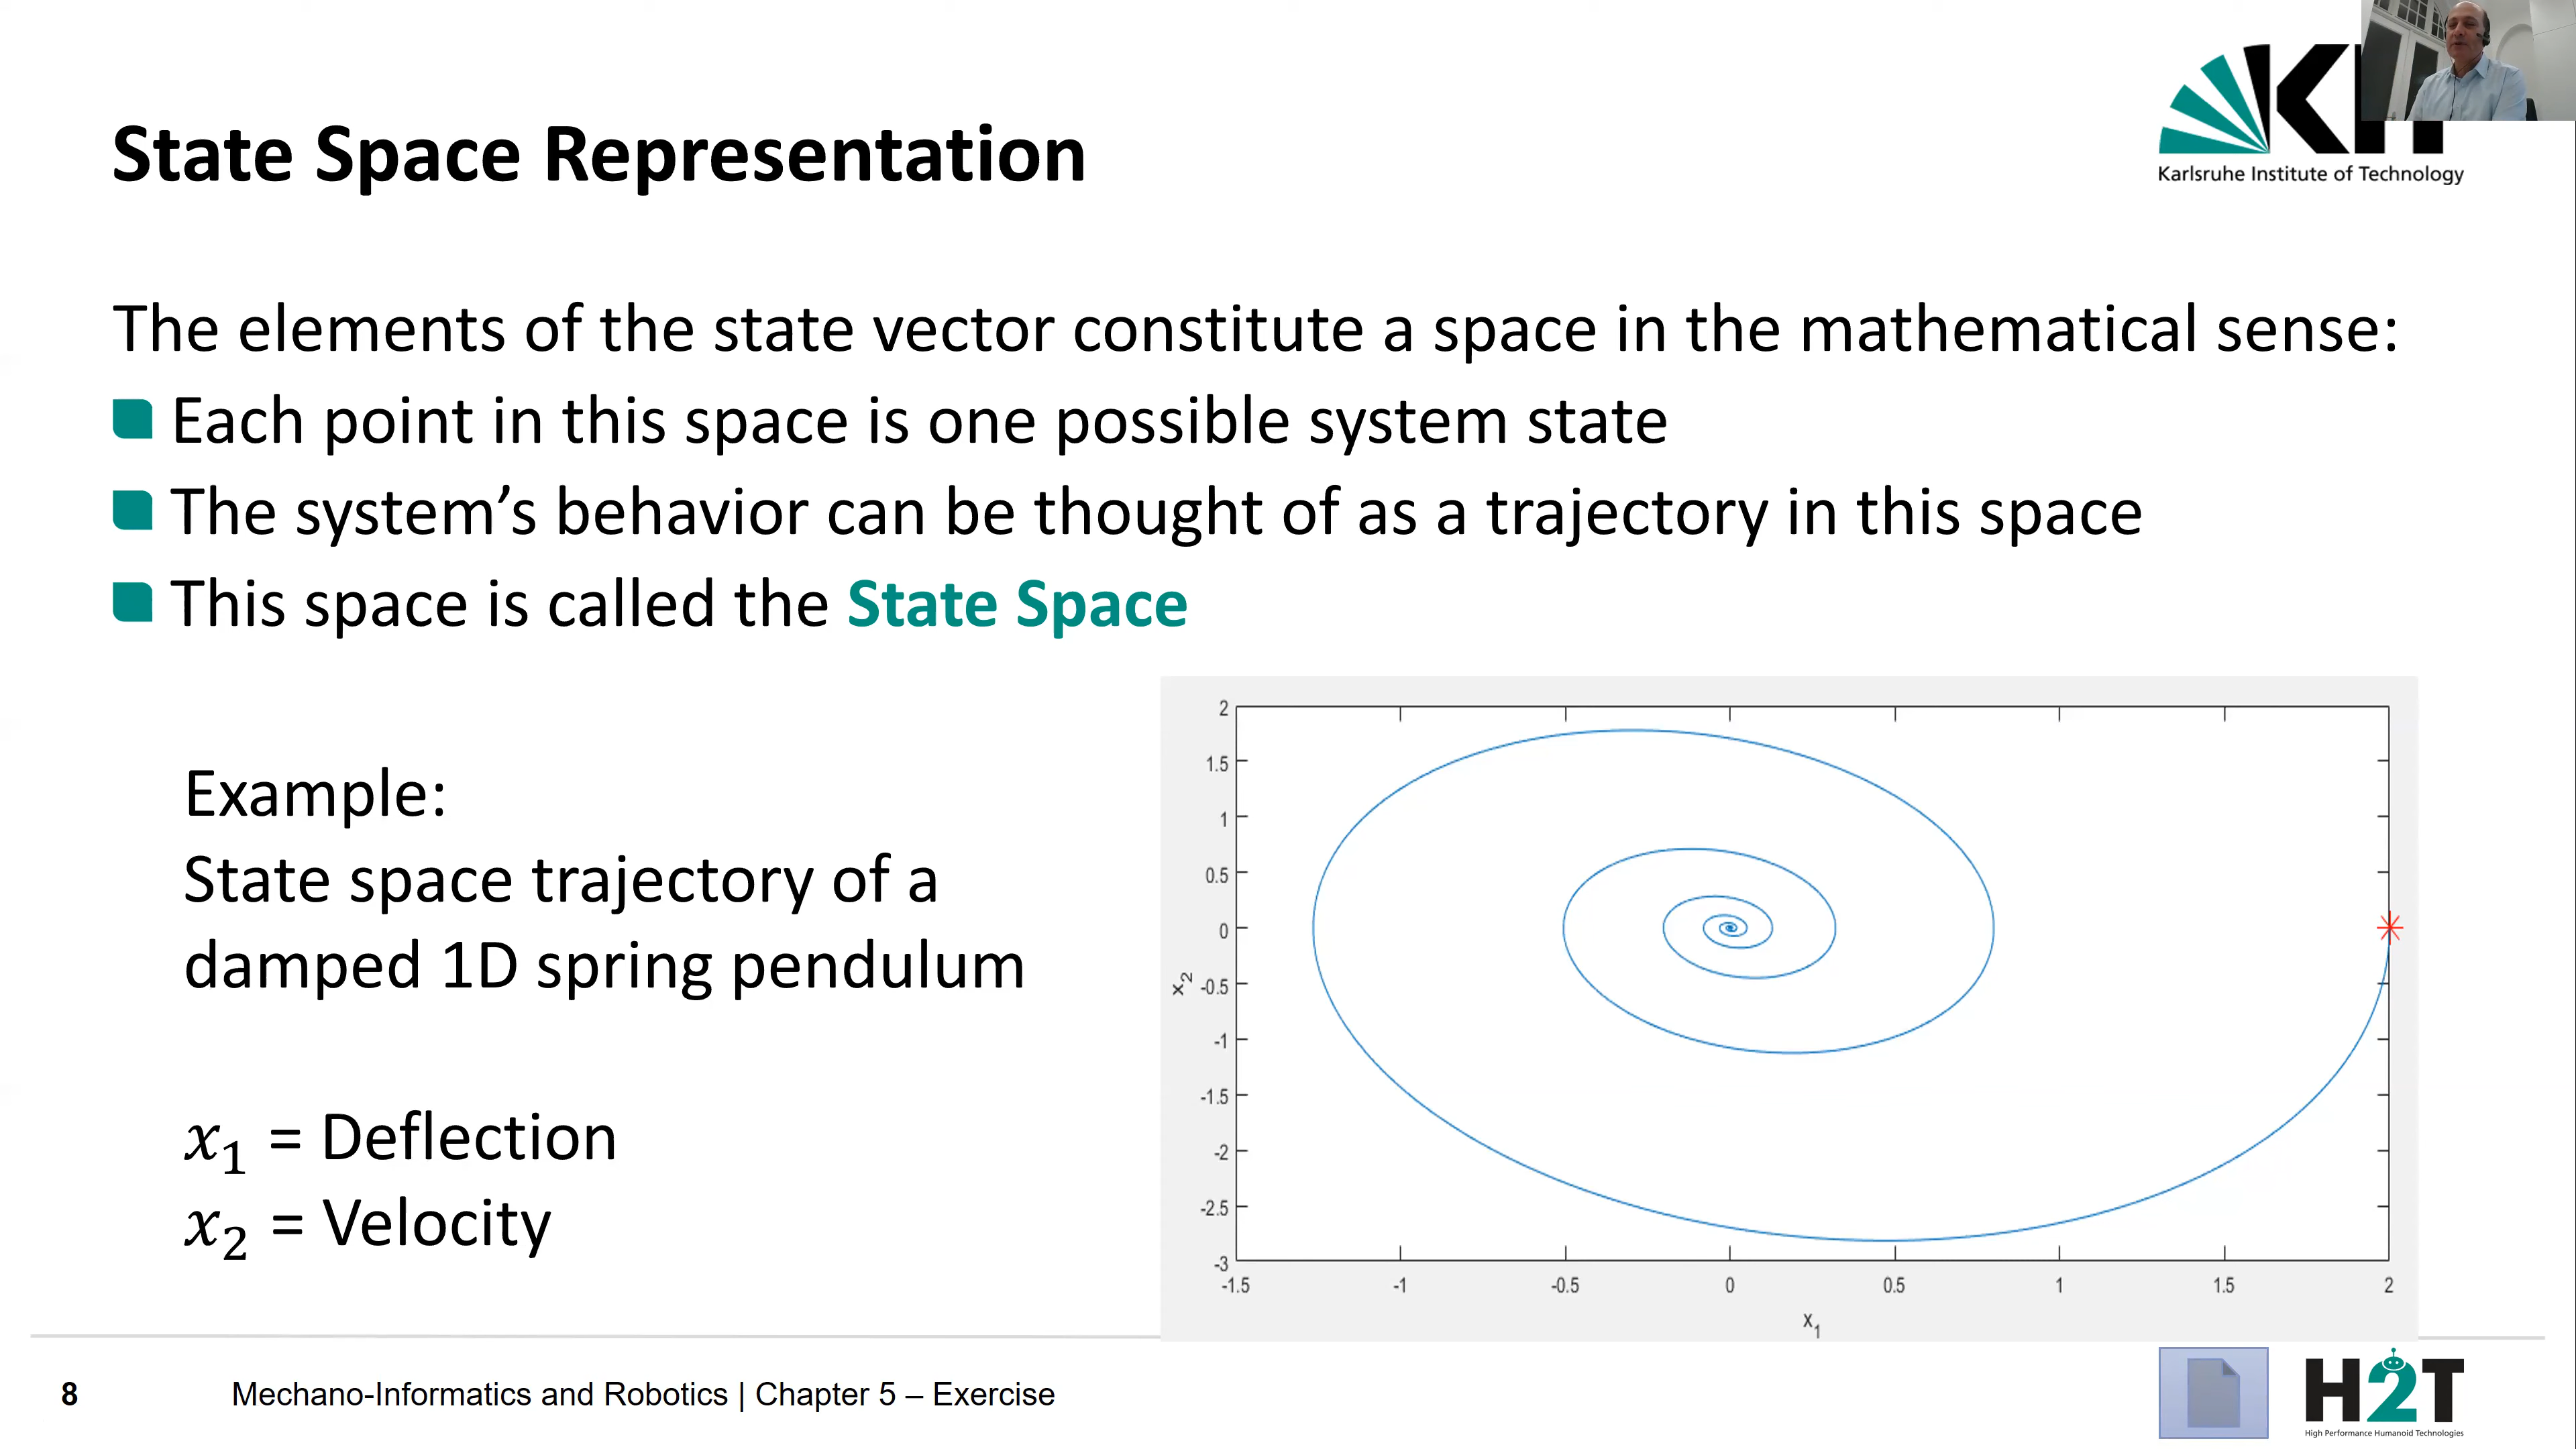 State Space Representation
KIT
Karlsruhe Institute of Technology
The elements of the state vector constitute a space in the mathematical sense:
Each point in this space is one possible system state
The system’s behavior can be thought of as a trajectory in this space
This space is called the State Space
Example:
State space trajectory of a
damped 1D spring pendulum
x₁ = Deflection
x₂ = Velocity
2
1.5
1
0.5
0
-0.5
-1
-1.5
-2
-2.5
-3
x₂
-1.5 -1 -0.5 0 0.5 1 1.5 2
x₁
8
Mechano-Informatics and Robotics | Chapter 5 – Exercise
H2T
High Performance Humanoid Technologies